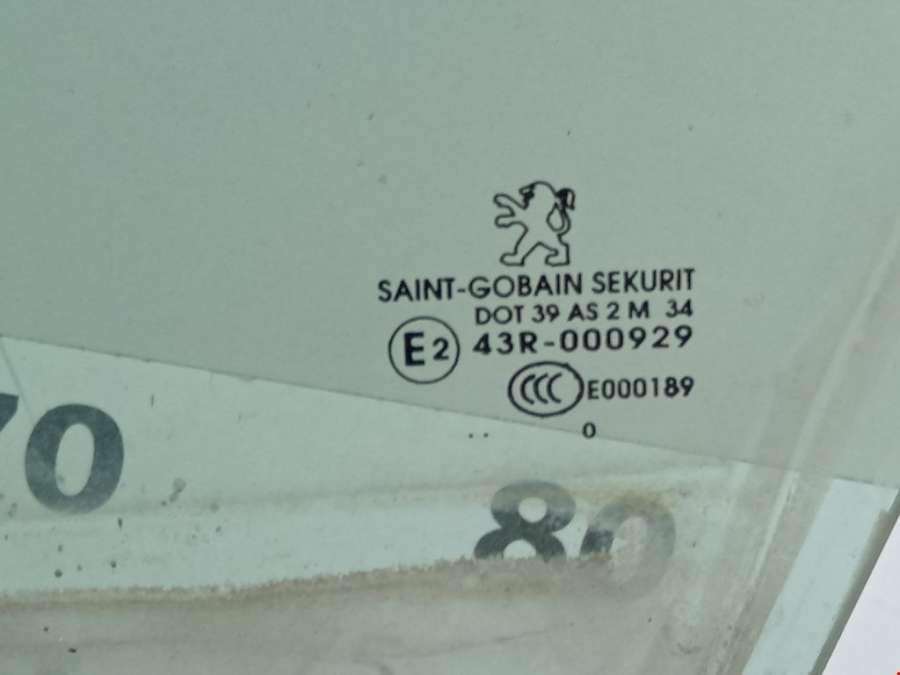 SAINT-GOBAIN SEKURIT
DOT 39 AS 2 M 34
E2 43R-000929
CCC E000189
0
70
80